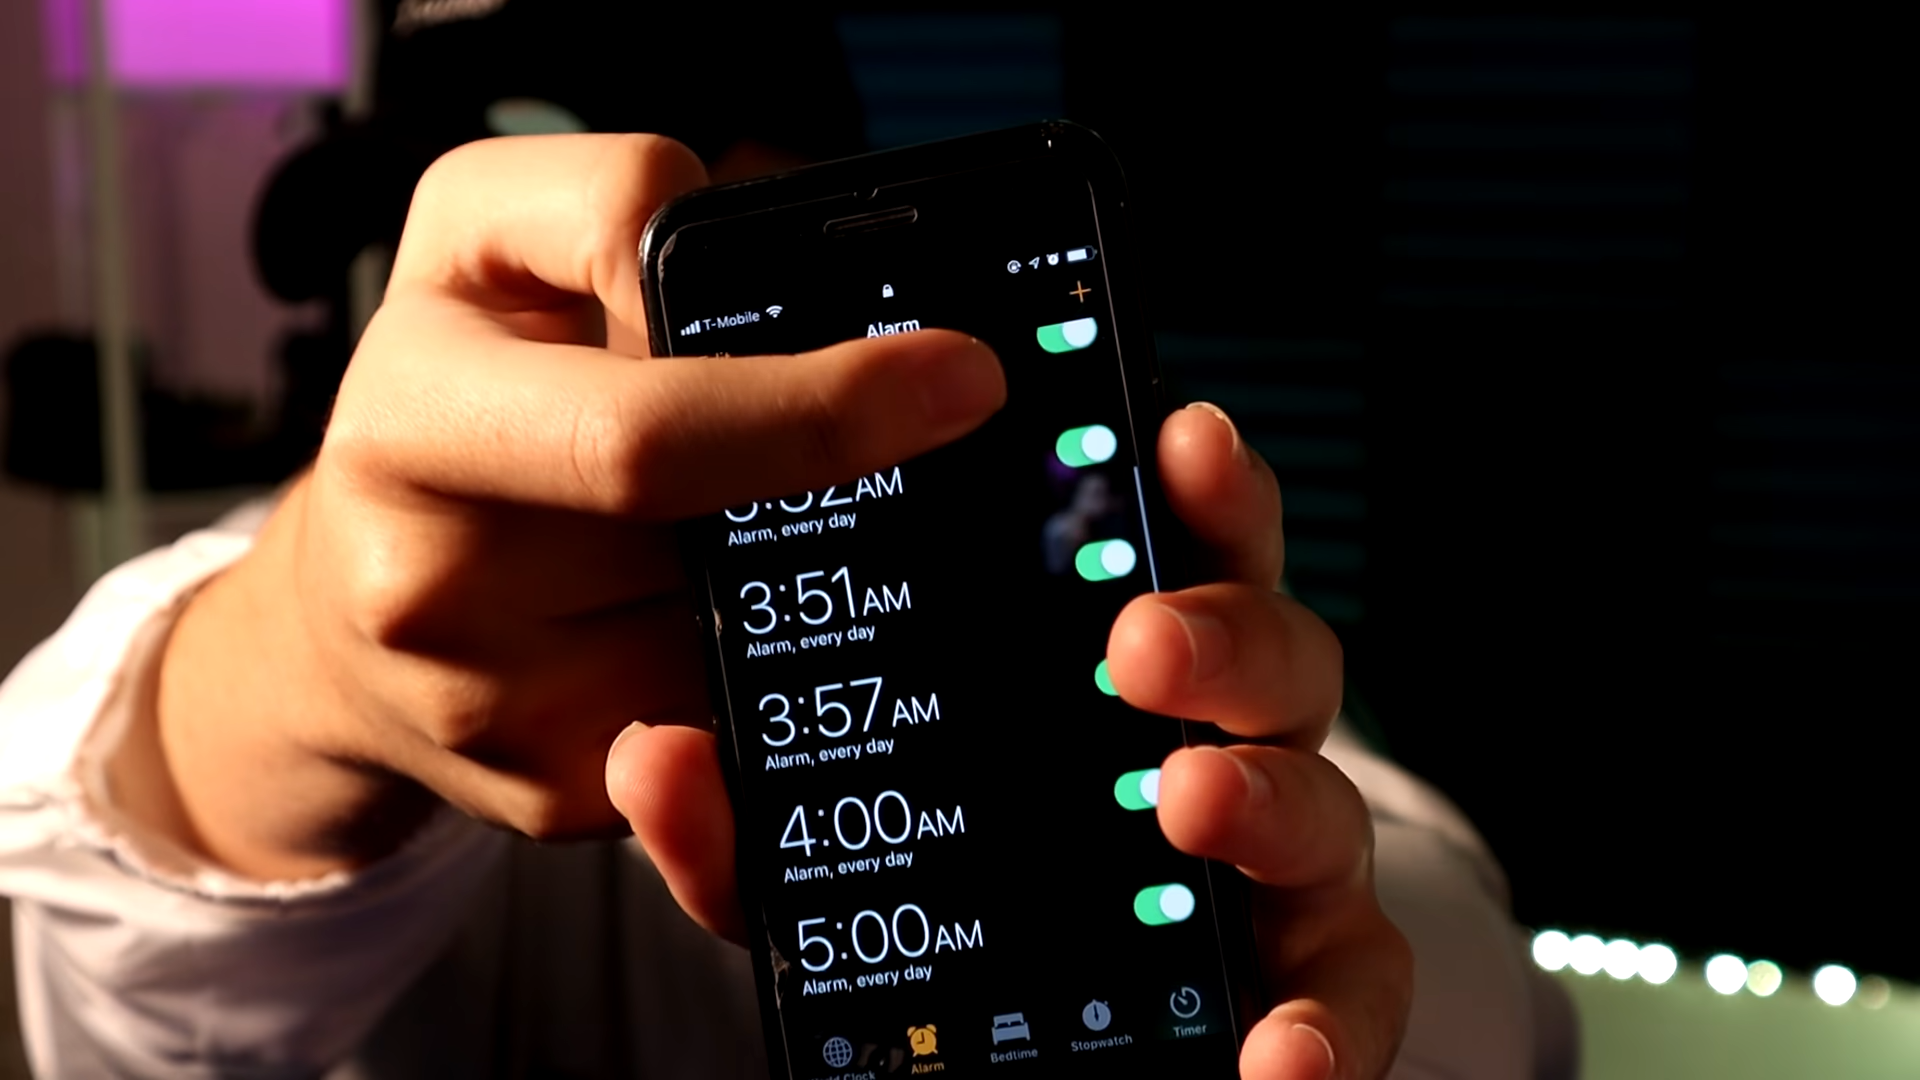 T-Mobile
Alarm
+
AM
Alarm, every day
3:51AM
Alarm, every day
3:57AM
Alarm, every day
4:00AM
Alarm, every day
5:00AM
Alarm, every day
Clock
Alarm
Bedtime
Stopwatch
Timer